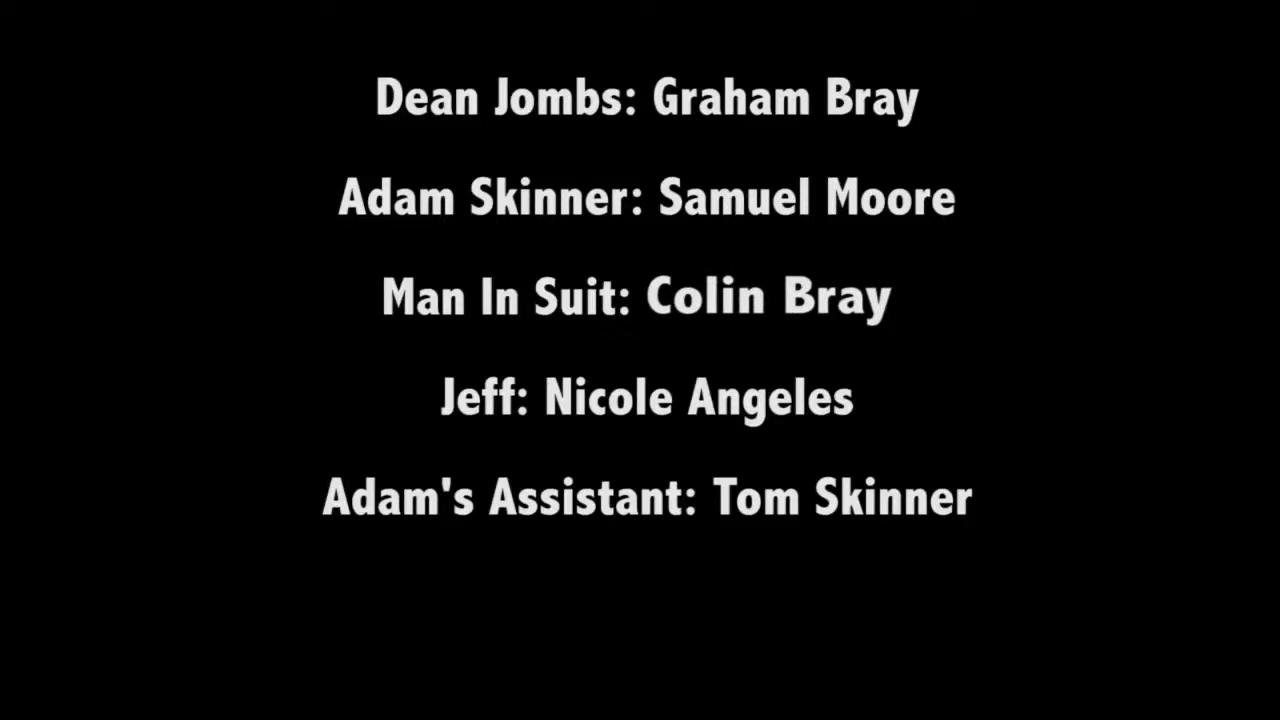 Dean Jombs: Graham Bray
Adam Skinner: Samuel Moore
Man In Suit: Colin Bray
Jeff: Nicole Angeles
Adam's Assistant: Tom Skinner